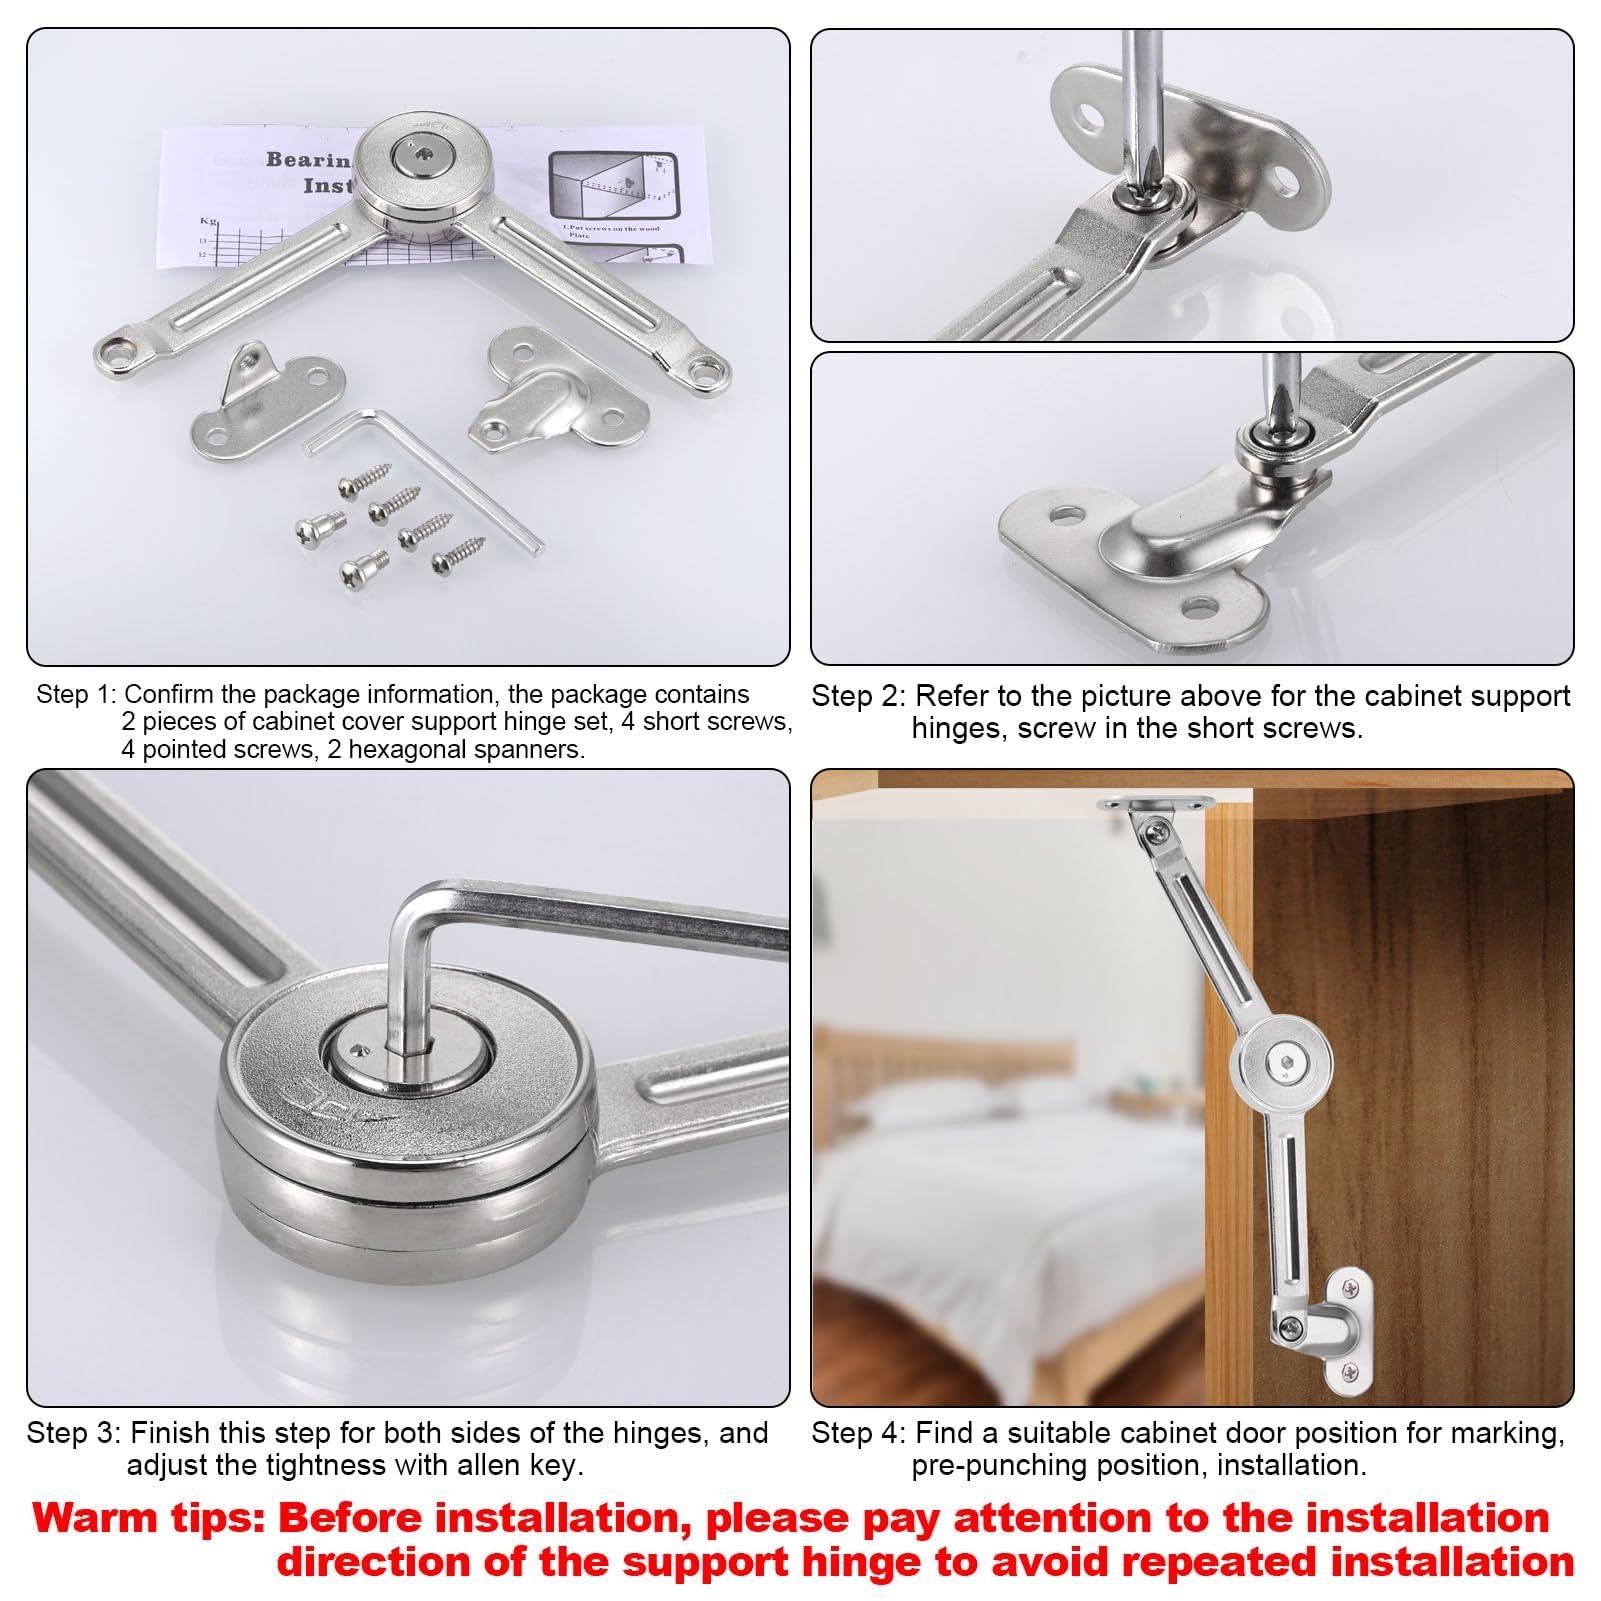 Bearin
Inst
Kg
13
12
1.Put screws on the wood
Plate
Step 1: Confirm the package information, the package contains
2 pieces of cabinet cover support hinge set, 4 short screws,
4 pointed screws, 2 hexagonal spanners.
Step 2: Refer to the picture above for the cabinet support
hinges, screw in the short screws.
Step 3: Finish this step for both sides of the hinges, and
adjust the tightness with allen key.
Step 4: Find a suitable cabinet door position for marking,
pre-punching position, installation.
Warm tips: Before installation, please pay attention to the installation
direction of the support hinge to avoid repeated installation